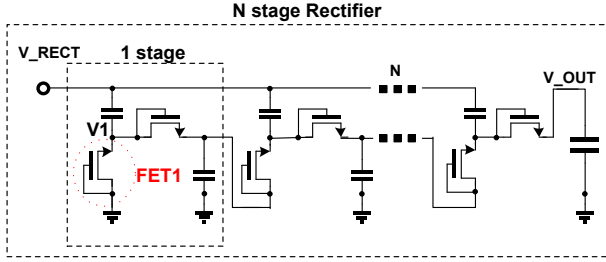 N stage Rectifier
V_RECT
1 stage
N
V_OUT
V1
FET1